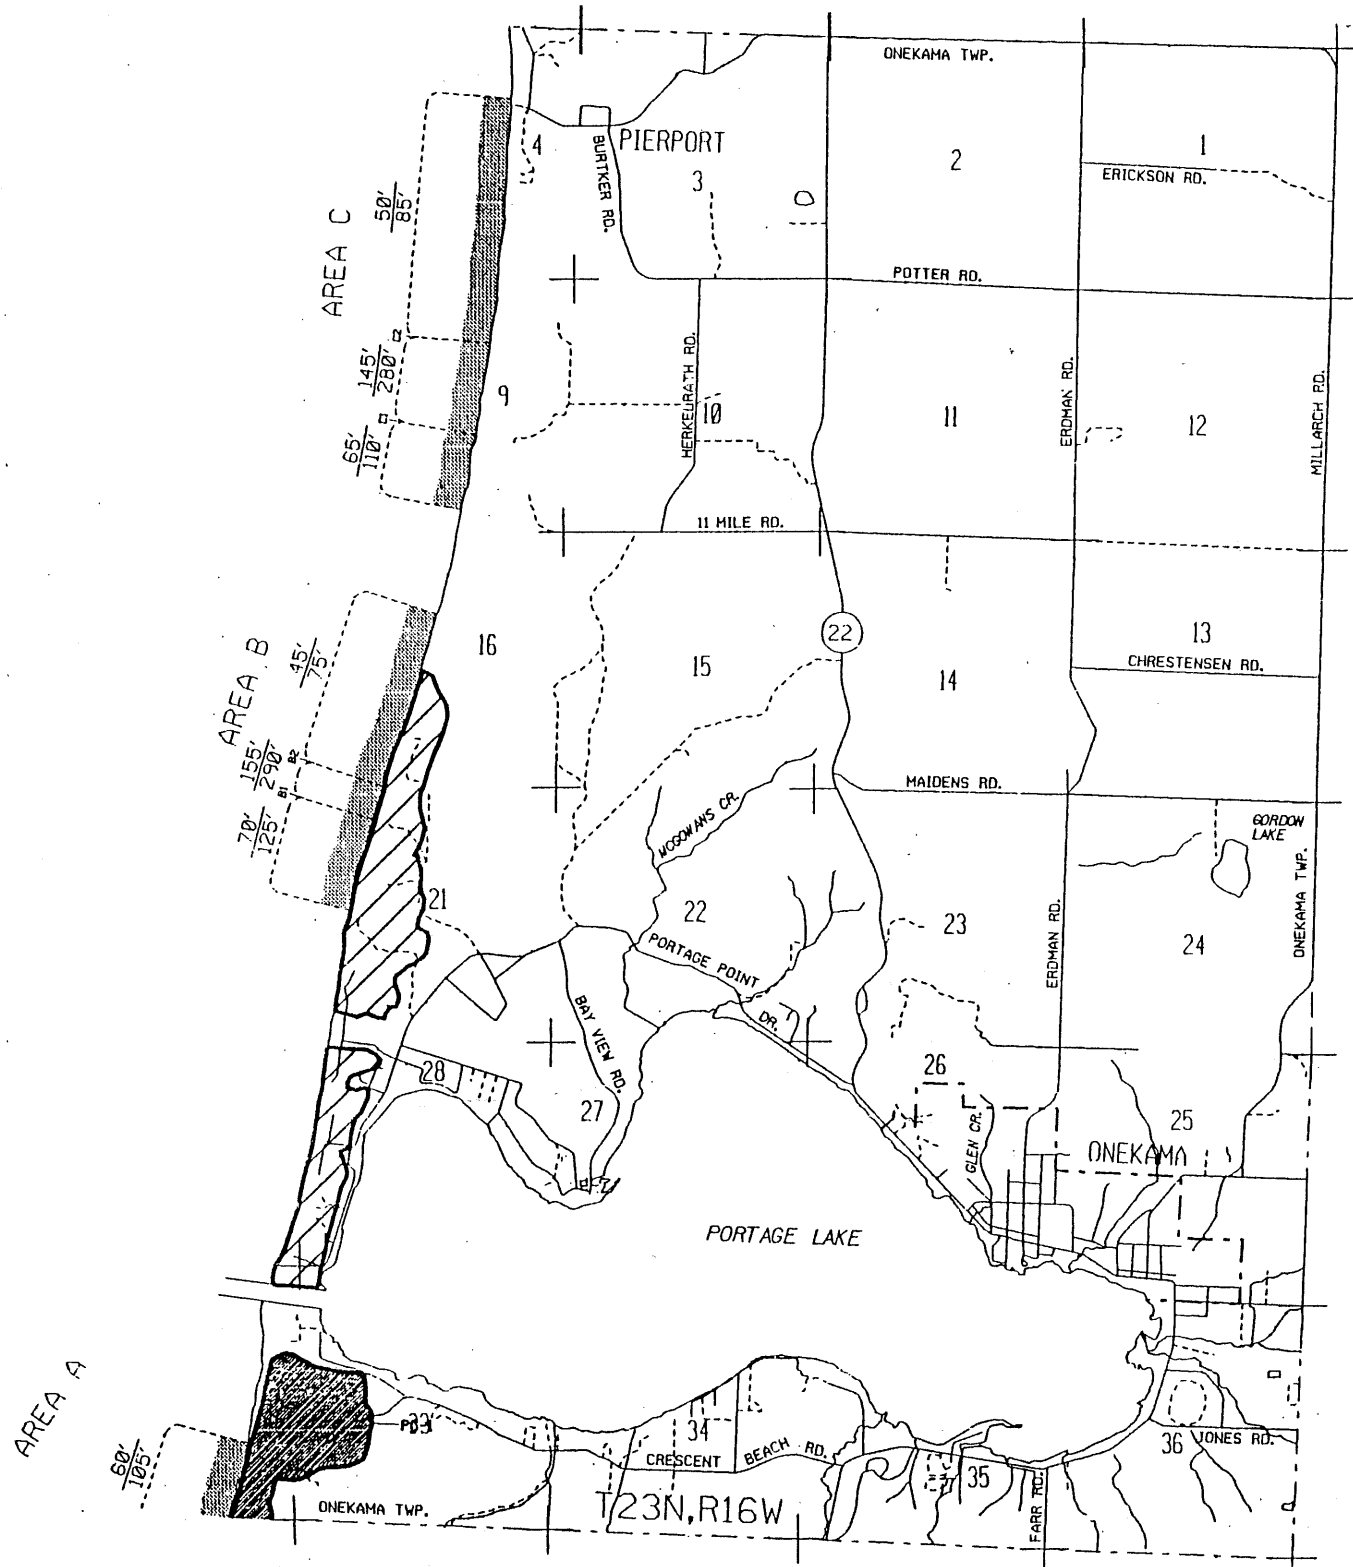 ONEKAMA TWP.
4
PIERPORT
BURTKER RD.
3
2
1
ERICKSON RD.
50'
85'
AREA C
POTTER RD.
C2
145'
280'
C1
65'
110'
9
HERKELRATH RD.
10
11
ERDMAN RD.
12
MILLARCH RD.
11 MILE RD.
16
15
22
14
13
CHRESTENSEN RD.
45'
75'
AREA B
B2
155'
290'
B1
70'
125'
MAIDENS RD.
MCGOWANS CR.
GORDON
LAKE
21
22
PORTAGE POINT
DR.
23
ERDMAN RD.
24
ONEKAMA TWP.
BAY VIEW RD.
28
27
26
GLEN CR.
25
ONEKAMA
PORTAGE LAKE
AREA A
60'
105'
34
CRESCENT BEACH RD.
35
36
JONES RD.
FARR RD.
ONEKAMA TWP.
T23N,R16W